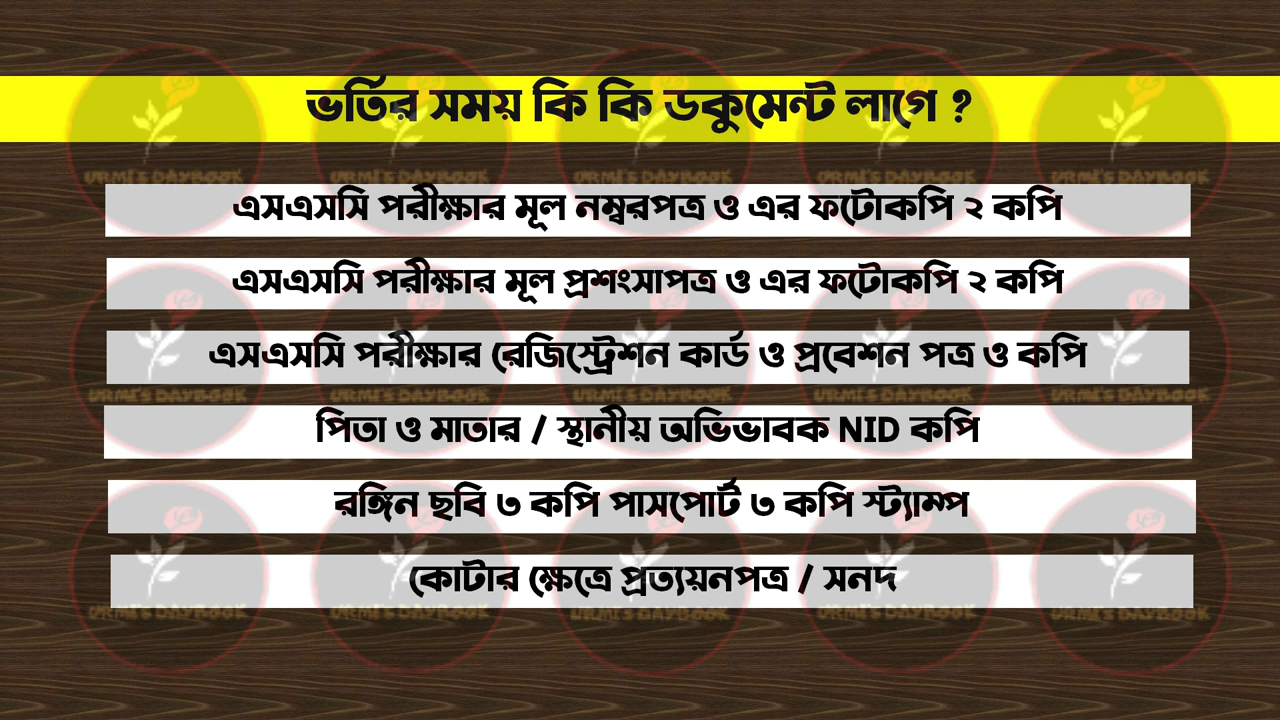 ভর্তির সময় কি কি ডকুমেন্ট লাগে ?
এসএসসি পরীক্ষার মূল নম্বরপত্র ও এর ফটোকপি ২ কপি
এসএসসি পরীক্ষার মূল প্রশংসাপত্র ও এর ফটোকপি ২ কপি
এসএসসি পরীক্ষার রেজিস্ট্রেশন কার্ড ও প্রবেশন পত্র ও কপি
পিতা ও মাতার / স্থানীয় অভিভাবক NID কপি
রঙ্গিন ছবি ৩ কপি পাসপোর্ট ৩ কপি স্ট্যাম্প
কোটার ক্ষেত্রে প্রত্যয়নপত্র / সনদ
URMI'S DAYBOOK